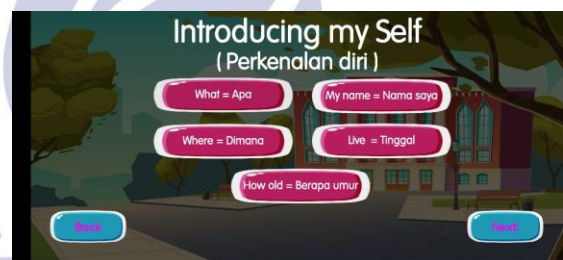 Introducing my Self
( Perkenalan diri )
What = Apa
My name = Nama saya
Where = Dimana
Live = Tinggal
How old = Berapa umur
Back
Next